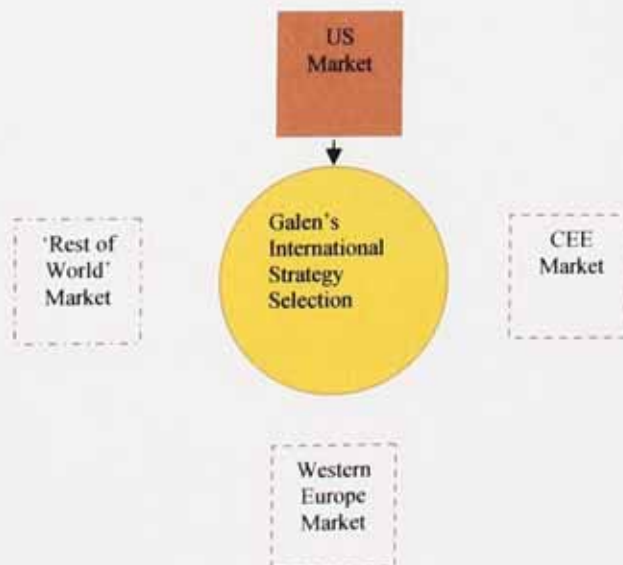 US
Market
Galen's
International
Strategy
Selection
'Rest of
World'
Market
CEE
Market
Western
Europe
Market